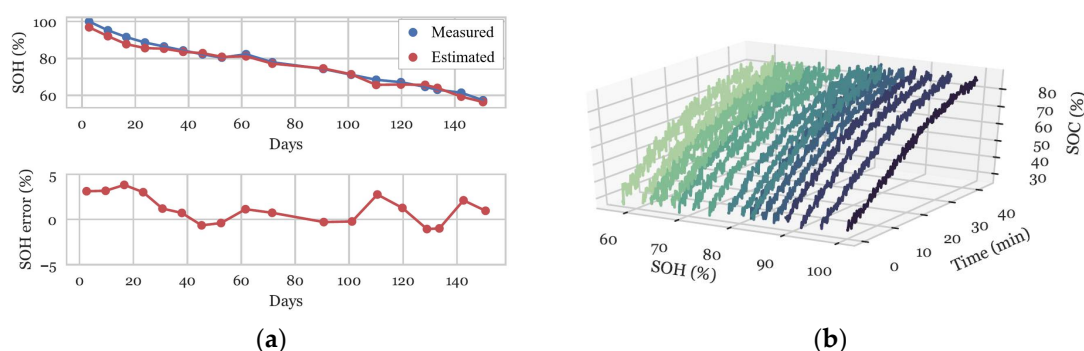 SOH (%)
100
80
60
Measured
Estimated
0 20 40 60 80 100 120 140
Days
SOH error (%)
5
0
−5
0 20 40 60 80 100 120 140
Days
(a)
80
70
60
50
40
30
SOC (%)
60 70 80 90 100
SOH (%)
0 10 20 30 40
Time (min)
(b)